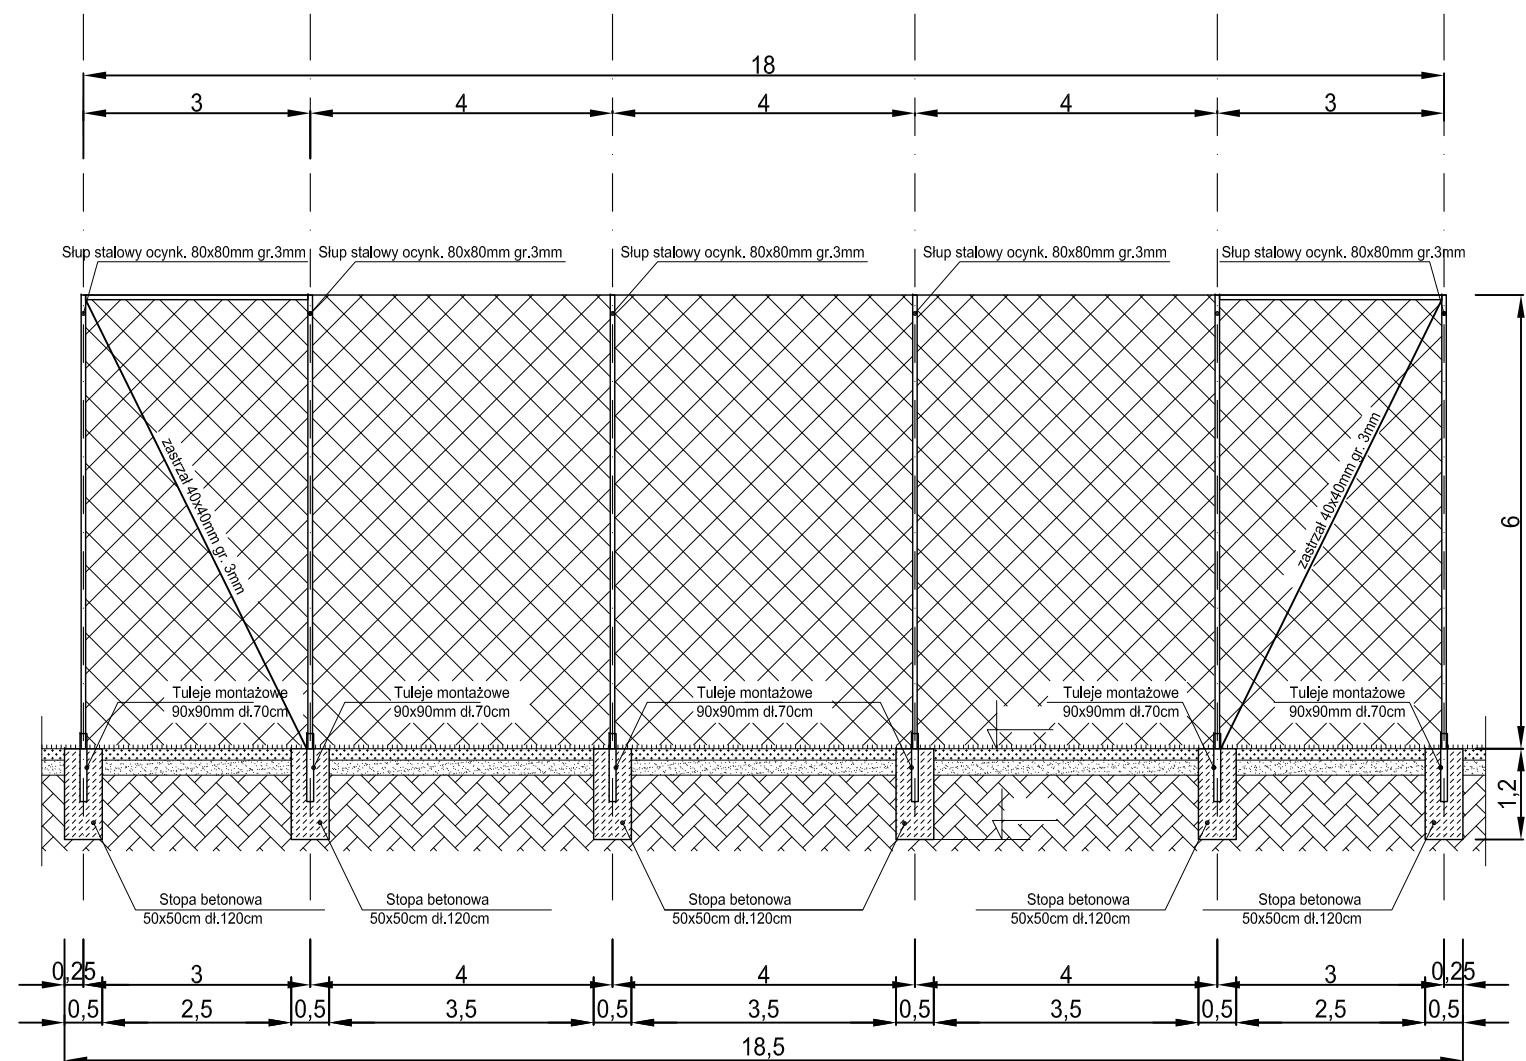 18
3 4 4 4 3
Słup stalowy ocynk. 80x80mm gr.3mm
Słup stalowy ocynk. 80x80mm gr.3mm
Słup stalowy ocynk. 80x80mm gr.3mm
Słup stalowy ocynk. 80x80mm gr.3mm
Słup stalowy ocynk. 80x80mm gr.3mm
zastrzał 40x40mm gr. 3mm
zastrzał 40x40mm gr. 3mm
6
Tuleje montażowe
90x90mm dł.70cm
Tuleje montażowe
90x90mm dł.70cm
Tuleje montażowe
90x90mm dł.70cm
Tuleje montażowe
90x90mm dł.70cm
Tuleje montażowe
90x90mm dł.70cm
1,2
Stopa betonowa
50x50cm dł.120cm
Stopa betonowa
50x50cm dł.120cm
Stopa betonowa
50x50cm dł.120cm
Stopa betonowa
50x50cm dł.120cm
Stopa betonowa
50x50cm dł.120cm
0,25 3 4 4 4 3 0,25
0,5 2,5 0,5 3,5 0,5 3,5 0,5 3,5 0,5 2,5 0,5
18,5